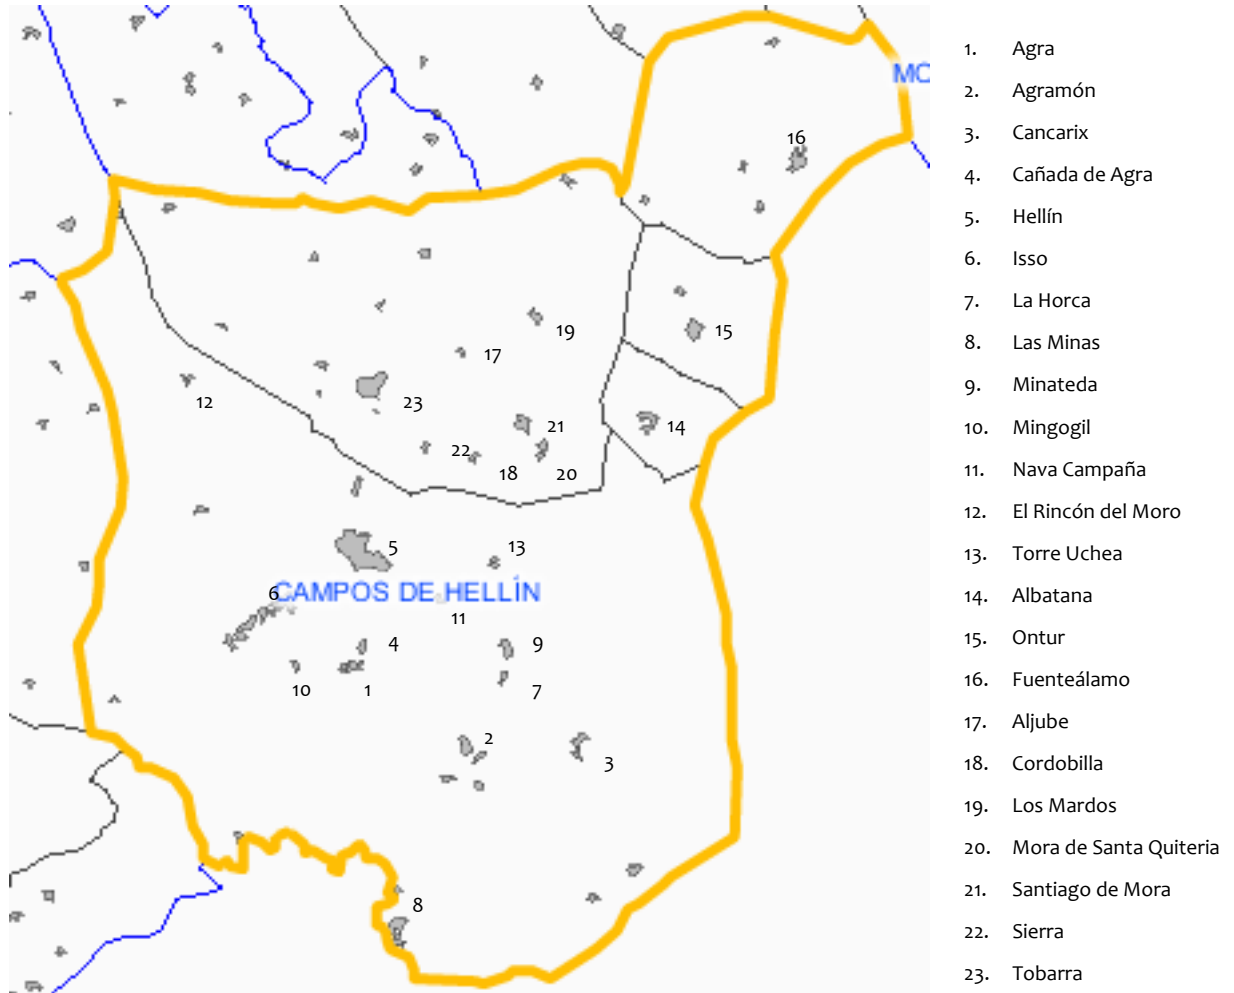 MO
16
19
15
17
12
23
14
21
22
18
20
5
13
CAMPOS DE HELLÍN
6
11
4
9
10
1
7
2
3
8
1. Agra
2. Agramón
3. Cancarix
4. Cañada de Agra
5. Hellín
6. Isso
7. La Horca
8. Las Minas
9. Minateda
10. Mingogil
11. Nava Campaña
12. El Rincón del Moro
13. Torre Uchea
14. Albatana
15. Ontur
16. Fuenteálamo
17. Aljube
18. Cordobilla
19. Los Mardos
20. Mora de Santa Quiteria
21. Santiago de Mora
22. Sierra
23. Tobarra